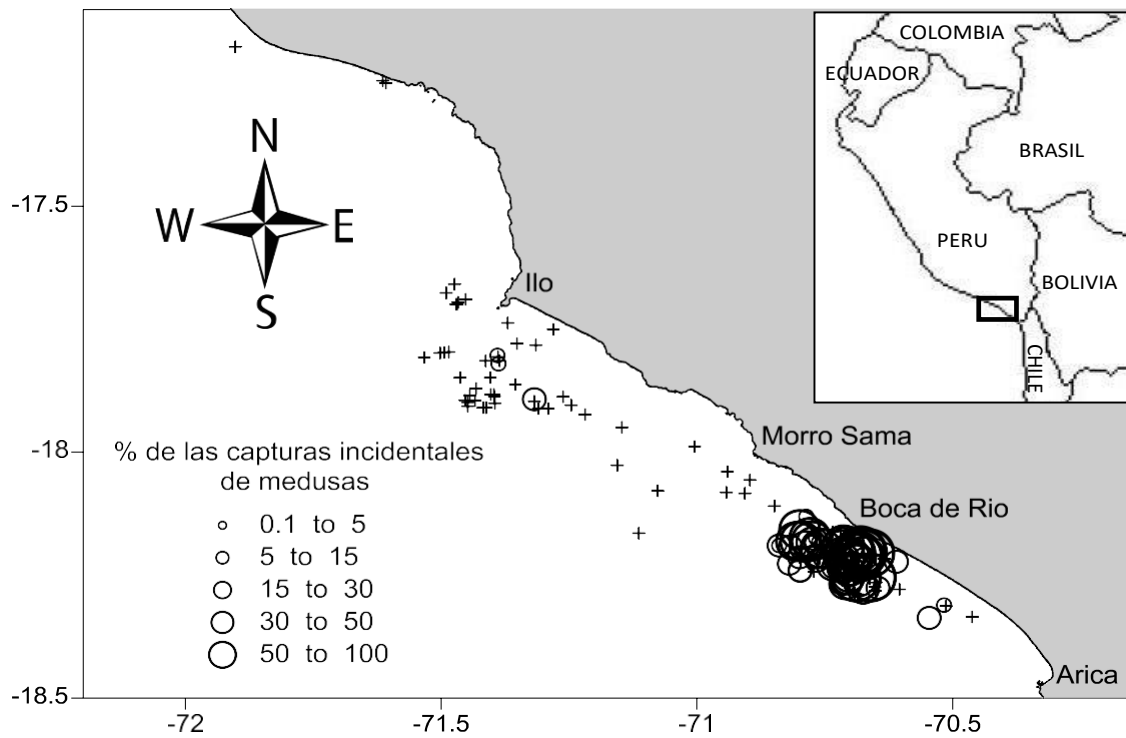 COLOMBIA
ECUADOR
BRASIL
PERU
BOLIVIA
CHILE
N
W E
S
-17.5
-18
-18.5
Ilo
Morro Sama
Boca de Rio
Arica
% de las capturas incidentales
de medusas
0.1 to 5
5 to 15
15 to 30
30 to 50
50 to 100
-72 -71.5 -71 -70.5